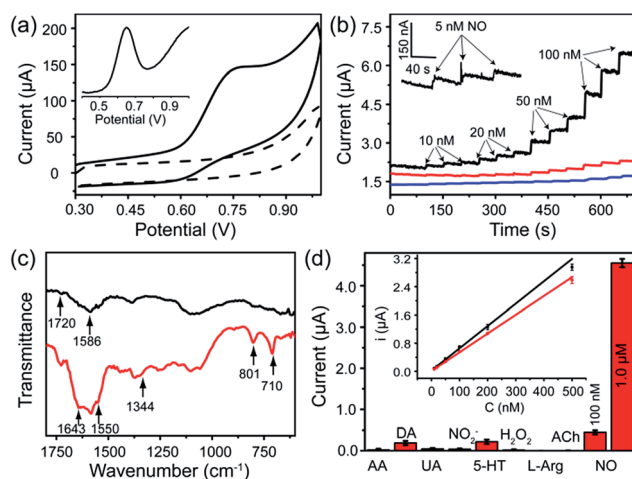 (a)
Current (µA)
200
150
100
50
0
0.5 0.7 0.9
Potential (V)
0.30 0.45 0.60 0.75 0.90
Potential (V)
(b)
Current (µA)
7.5
6.0
4.5
3.0
1.5
150 nA
40 s
5 nM NO
10 nM
20 nM
50 nM
100 nM
0 150 300 450 600
Time (s)
(c)
Transmittance
1720
1586
1643
1550
1344
801
710
1750 1500 1250 1000 750
Wavenumber (cm-1)
(d)
Current (µA)
4.0
3.0
2.0
1.0
0.0
i (µA)
3.2
2.4
1.6
0.8
0.0
0 100 200 300 400 500
C (nM)
DA NO2- H2O2 ACh
100 nM
1.0 µM
AA UA 5-HT L-Arg NO